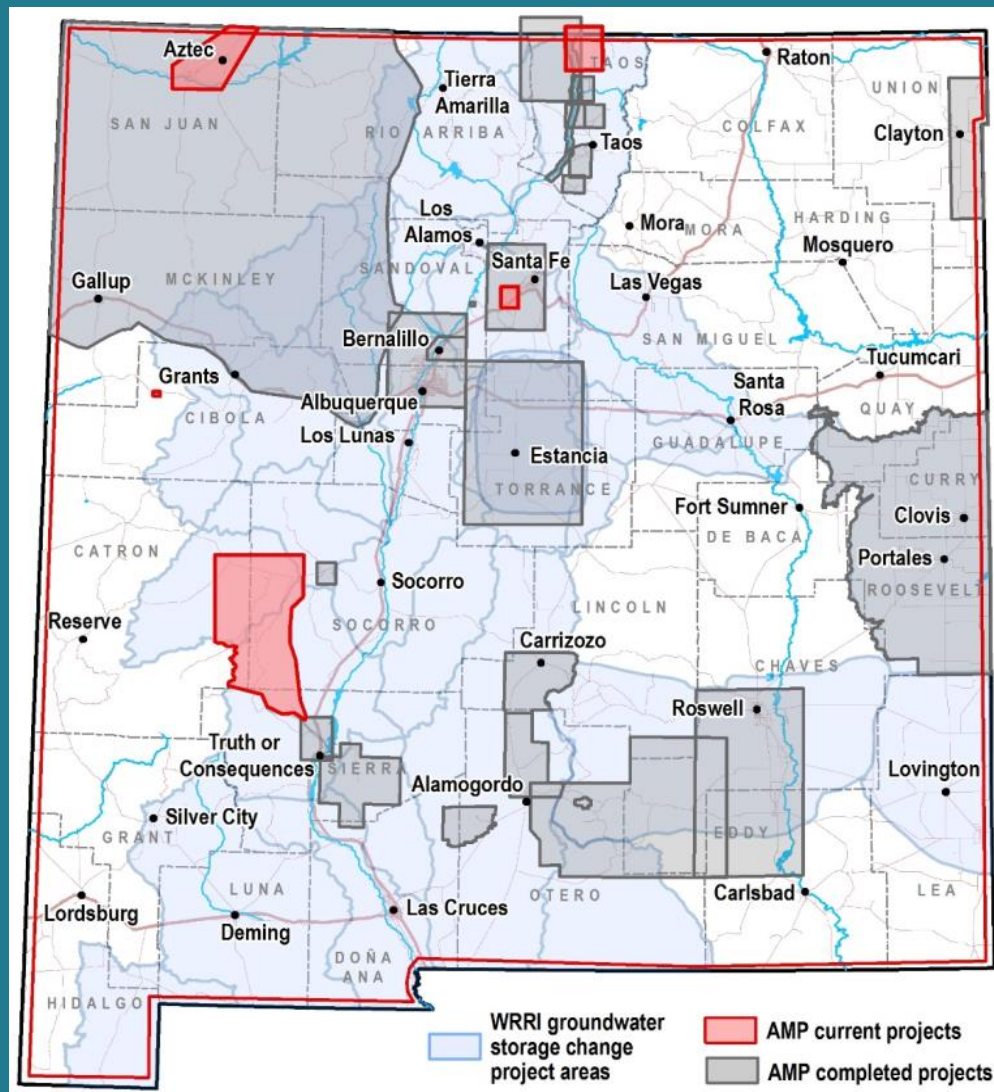 Aztec
Raton
TAOS
Tierra
Amarilla
UNION
SAN JUAN
RIO ARRIBA
COLFAX
Clayton
Taos
Los
Alamos
Mora
MORA
HARDING
Mosquero
SANDOVAL
Santa Fe
MCKINLEY
Gallup
Las Vegas
SAN MIGUEL
Bernalillo
Tucumcari
Grants
Santa
Rosa
Albuquerque
CIBOLA
QUAY
Los Lunas
GUADALUPE
Estancia
TORRANCE
CURRY
Fort Sumner
Clovis
DE BACA
CATRON
Portales
Socorro
ROOSEVELT
LINCOLN
Reserve
SOCORRO
Carrizozo
CHAVES
Roswell
Truth or
Consequences
SIERRA
Lovington
Alamogordo
Silver City
GRANT
EDDY
LUNA
OTERO
Carlsbad
LEA
Lordsburg
Las Cruces
Deming
DOÑA
ANA
HIDALGO
WRRI groundwater
storage change
project areas
AMP current projects
AMP completed projects